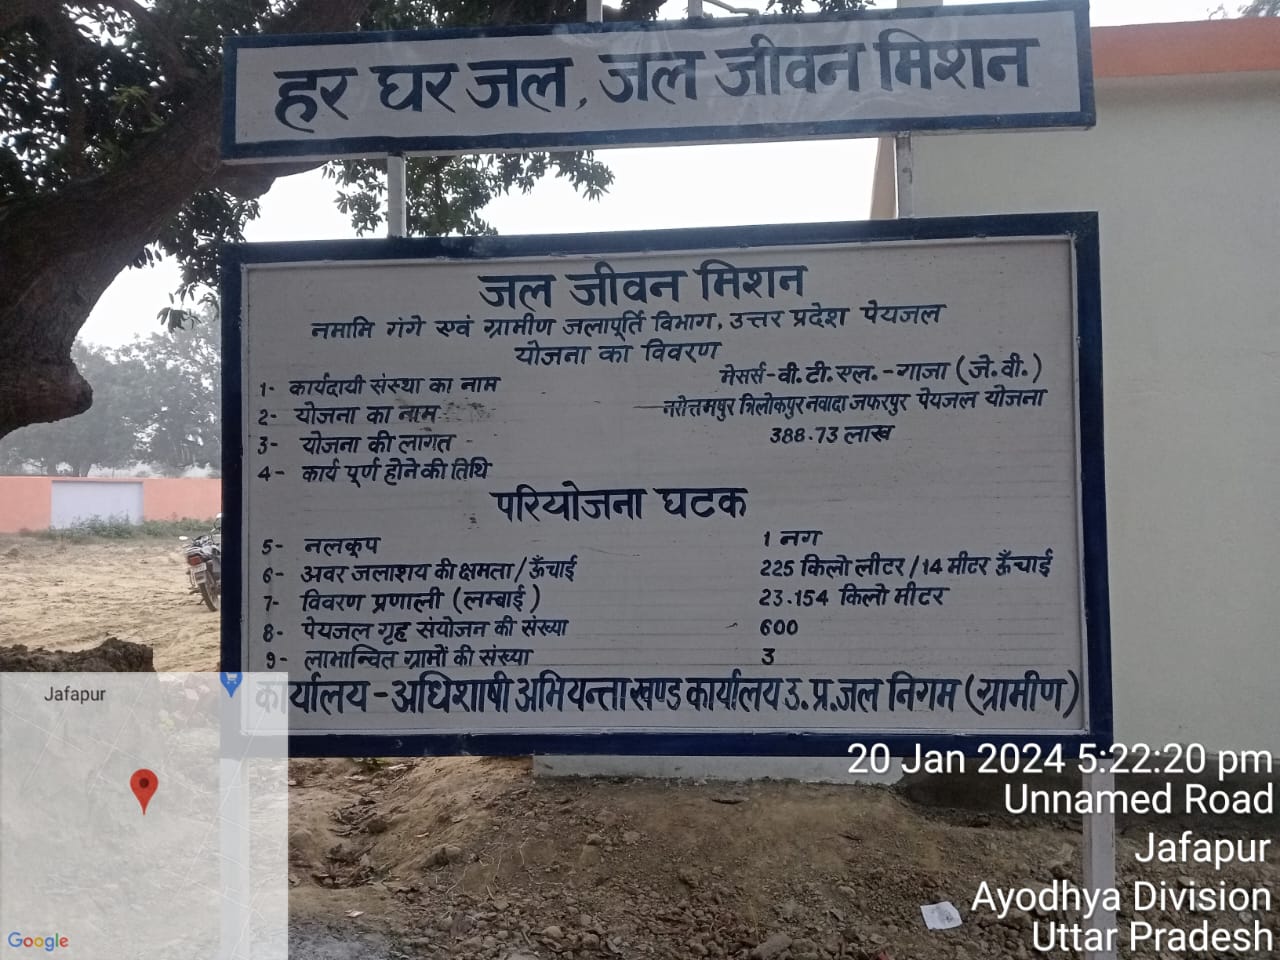 हर घर जल, जल जीवन मिशन
जल जीवन मिशन
नमामि गंगे एवं ग्रामीण जलापूर्ति विभाग, उत्तर प्रदेश पेयजल
योजना का विवरण
1- कार्यदायी संस्था का नाम मेसर्स-वी.टी.एल.-गाजा (जे.वी.)
2- योजना का नाम नरोत्तमपुर त्रिलोकपुर नवादा जफरपुर पेयजल योजना
3- योजना की लागत 388.73 लाख
4- कार्य पूर्ण होने की तिथि
परियोजना घटक
5- नलकूप 1 नग
6- अवर जलाशय की क्षमता/ऊँचाई 225 किलो लीटर/14 मीटर ऊँचाई
7- विवरण प्रणाली (लम्बाई) 23.154 किलो मीटर
8- पेयजल गृह संयोजन की संख्या 600
9- लाभान्वित ग्रामों की संख्या 3
कार्यालय-अधिशाषी अभियन्ता खण्ड कार्यालय उ.प्र.जल निगम (ग्रामीण)
Jafapur
Google
20 Jan 2024 5:22:20 pm
Unnamed Road
Jafapur
Ayodhya Division
Uttar Pradesh